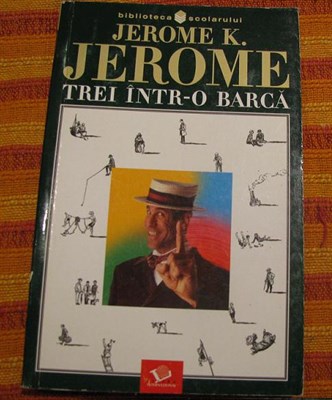 biblioteca școlarului
JEROME K.
JEROME
TREI ÎNTR-O BARCĂ